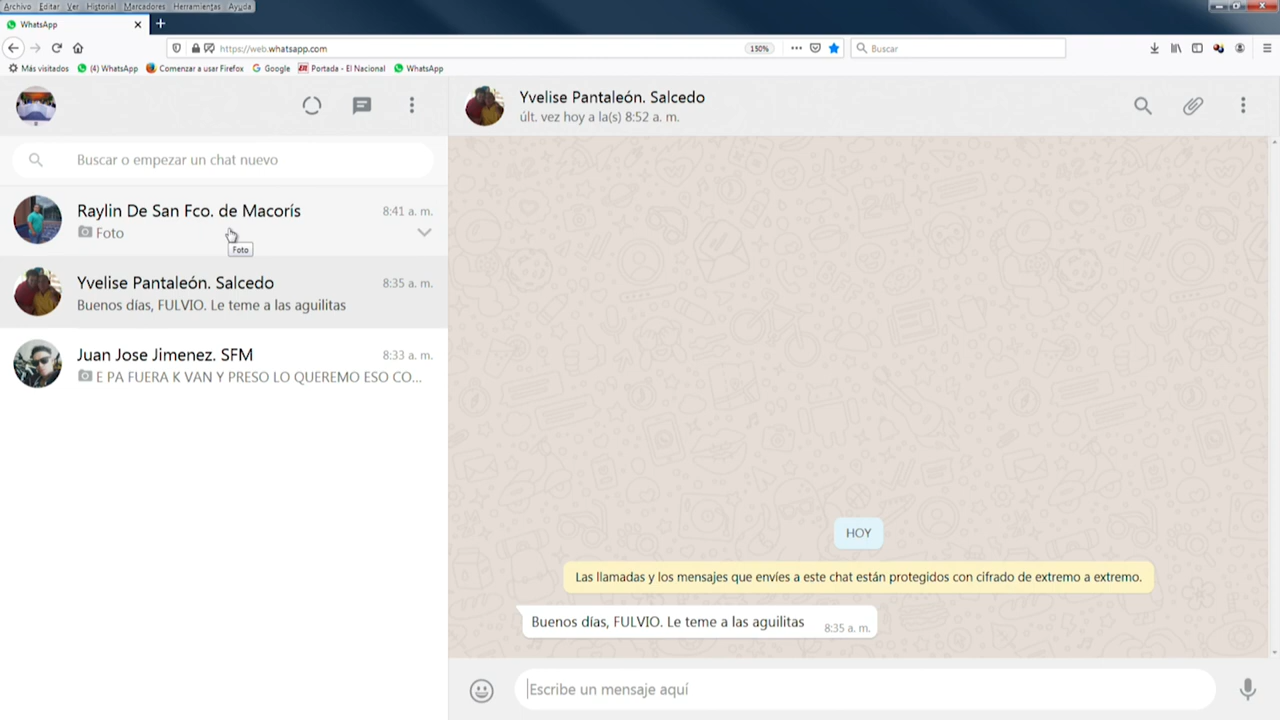 Archivo Editar Ver Historial Marcadores Herramientas Ayuda
WhatsApp
https://web.whatsapp.com
150%
Buscar
Más visitados (4) WhatsApp Comenzar a usar Firefox Google Portada - El Nacional WhatsApp
Yvelise Pantaleón. Salcedo
últ. vez hoy a la(s) 8:52 a. m.
Buscar o empezar un chat nuevo
Raylin De San Fco. de Macorís 8:41 a. m.
Foto
Foto
Yvelise Pantaleón. Salcedo 8:35 a. m.
Buenos días, FULVIO. Le teme a las aguilitas
Juan Jose Jimenez. SFM 8:33 a. m.
E PA FUERA K VAN Y PRESO LO QUEREMO ESO CO...
HOY
Las llamadas y los mensajes que envíes a este chat están protegidos con cifrado de extremo a extremo.
Buenos días, FULVIO. Le teme a las aguilitas 8:35 a. m.
Escribe un mensaje aquí